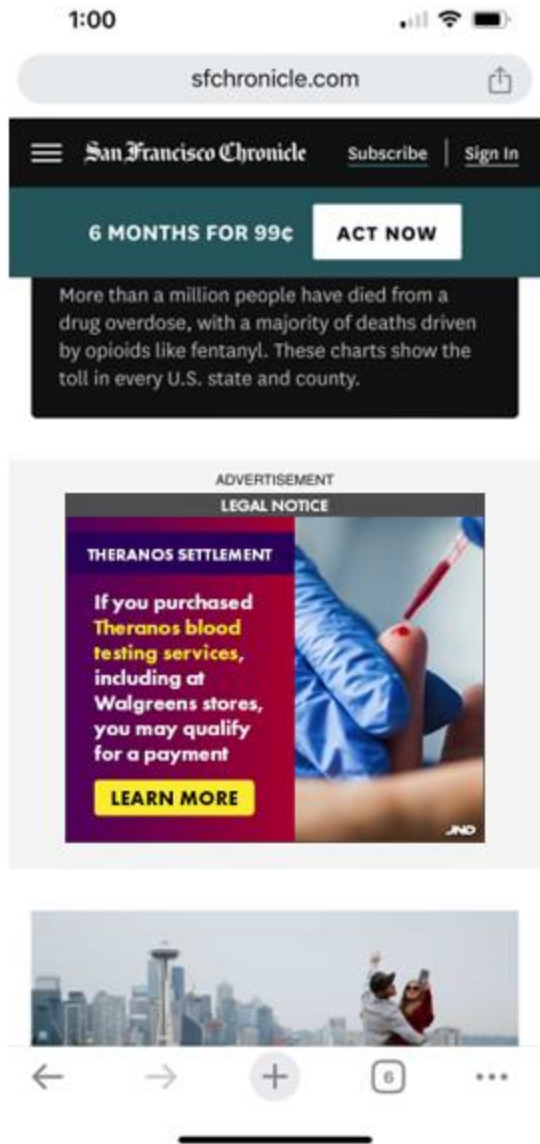 1:00
sfchronicle.com
San Francisco Chronicle
Subscribe
Sign In
6 MONTHS FOR 99¢
ACT NOW
More than a million people have died from a
drug overdose, with a majority of deaths driven
by opioids like fentanyl. These charts show the
toll in every U.S. state and county.
ADVERTISEMENT
LEGAL NOTICE
THERANOS SETTLEMENT
If you purchased
Theranos blood
testing services,
including at
Walgreens stores,
you may qualify
for a payment
LEARN MORE
JND
6